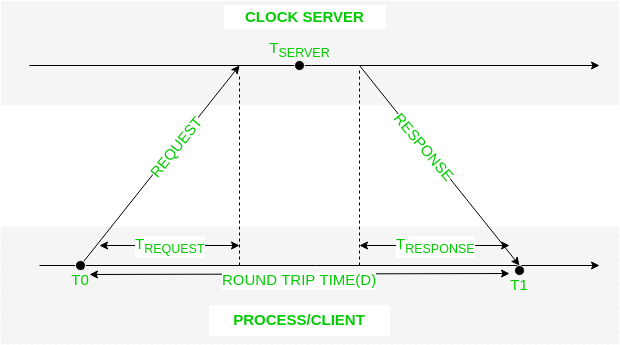 CLOCK SERVER
TSERVER
REQUEST
RESPONSE
TREQUEST
TRESPONSE
T0
ROUND TRIP TIME(D)
T1
PROCESS/CLIENT